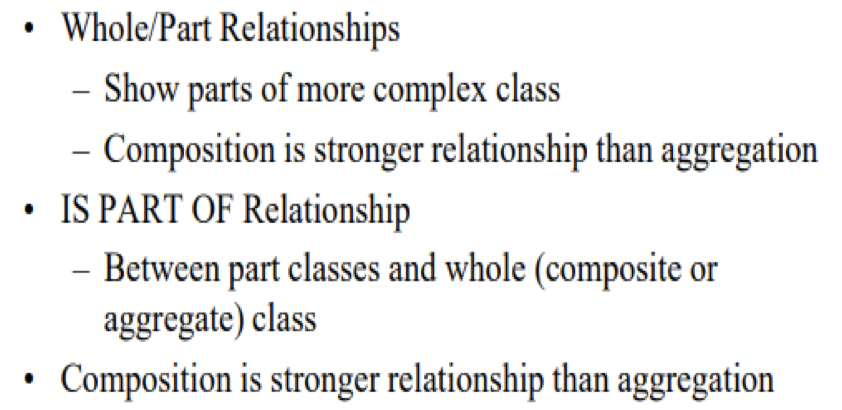 • Whole/Part Relationships
– Show parts of more complex class
– Composition is stronger relationship than aggregation
• IS PART OF Relationship
– Between part classes and whole (composite or
aggregate) class
• Composition is stronger relationship than aggregation